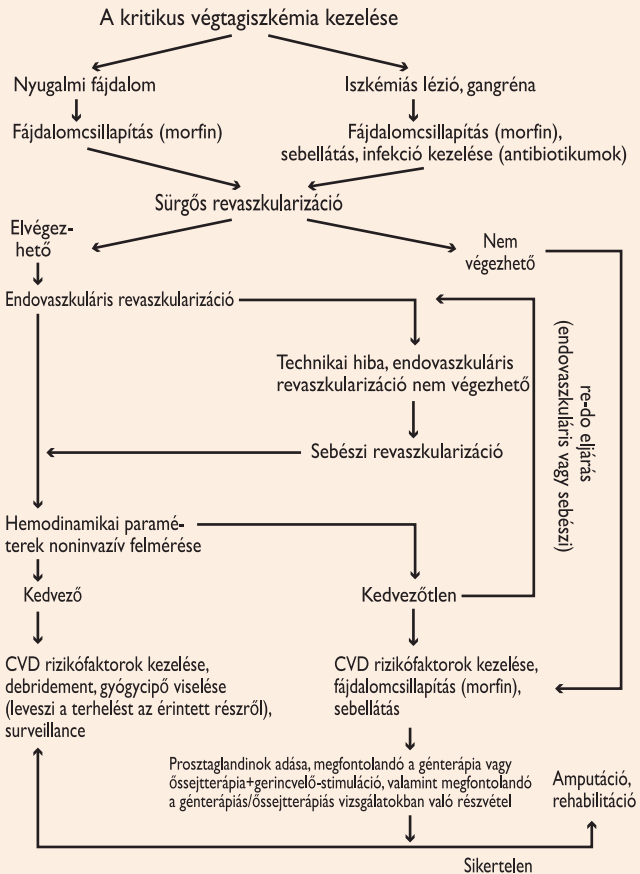 A kritikus végtagiszkémia kezelése
Nyugalmi fájdalom
Iszkémiás lézió, gangréna
Fájdalomcsillapítás (morfin)
Fájdalomcsillapítás (morfin),
sebellátás, infekció kezelése (antibiotikumok)
Sürgős revaszkularizáció
Elvégez-
hető
Nem
végezhető
Endovaszkuláris revaszkularizáció
Technikai hiba, endovaszkuláris
revaszkularizáció nem végezhető
re-do eljárás
(endovaszkuláris vagy sebészi)
Sebészi revaszkularizáció
Hemodinamikai paramé-
terek noninvazív felmérése
Kedvező
Kedvezőtlen
CVD rizikófaktorok kezelése,
debridement, gyógycipő viselése
(leveszi a terhelést az érintett részről),
surveillance
CVD rizikófaktorok kezelése,
fájdalomcsillapítás (morfin),
sebellátás
Prosztaglandinok adása, megfontolandó a génterápia vagy
őssejtterápia+gerincvelő-stimuláció, valamint megfontolandó
a génterápiás/őssejtterápiás vizsgálatokban való részvétel
Amputáció,
rehabilitáció
Sikertelen